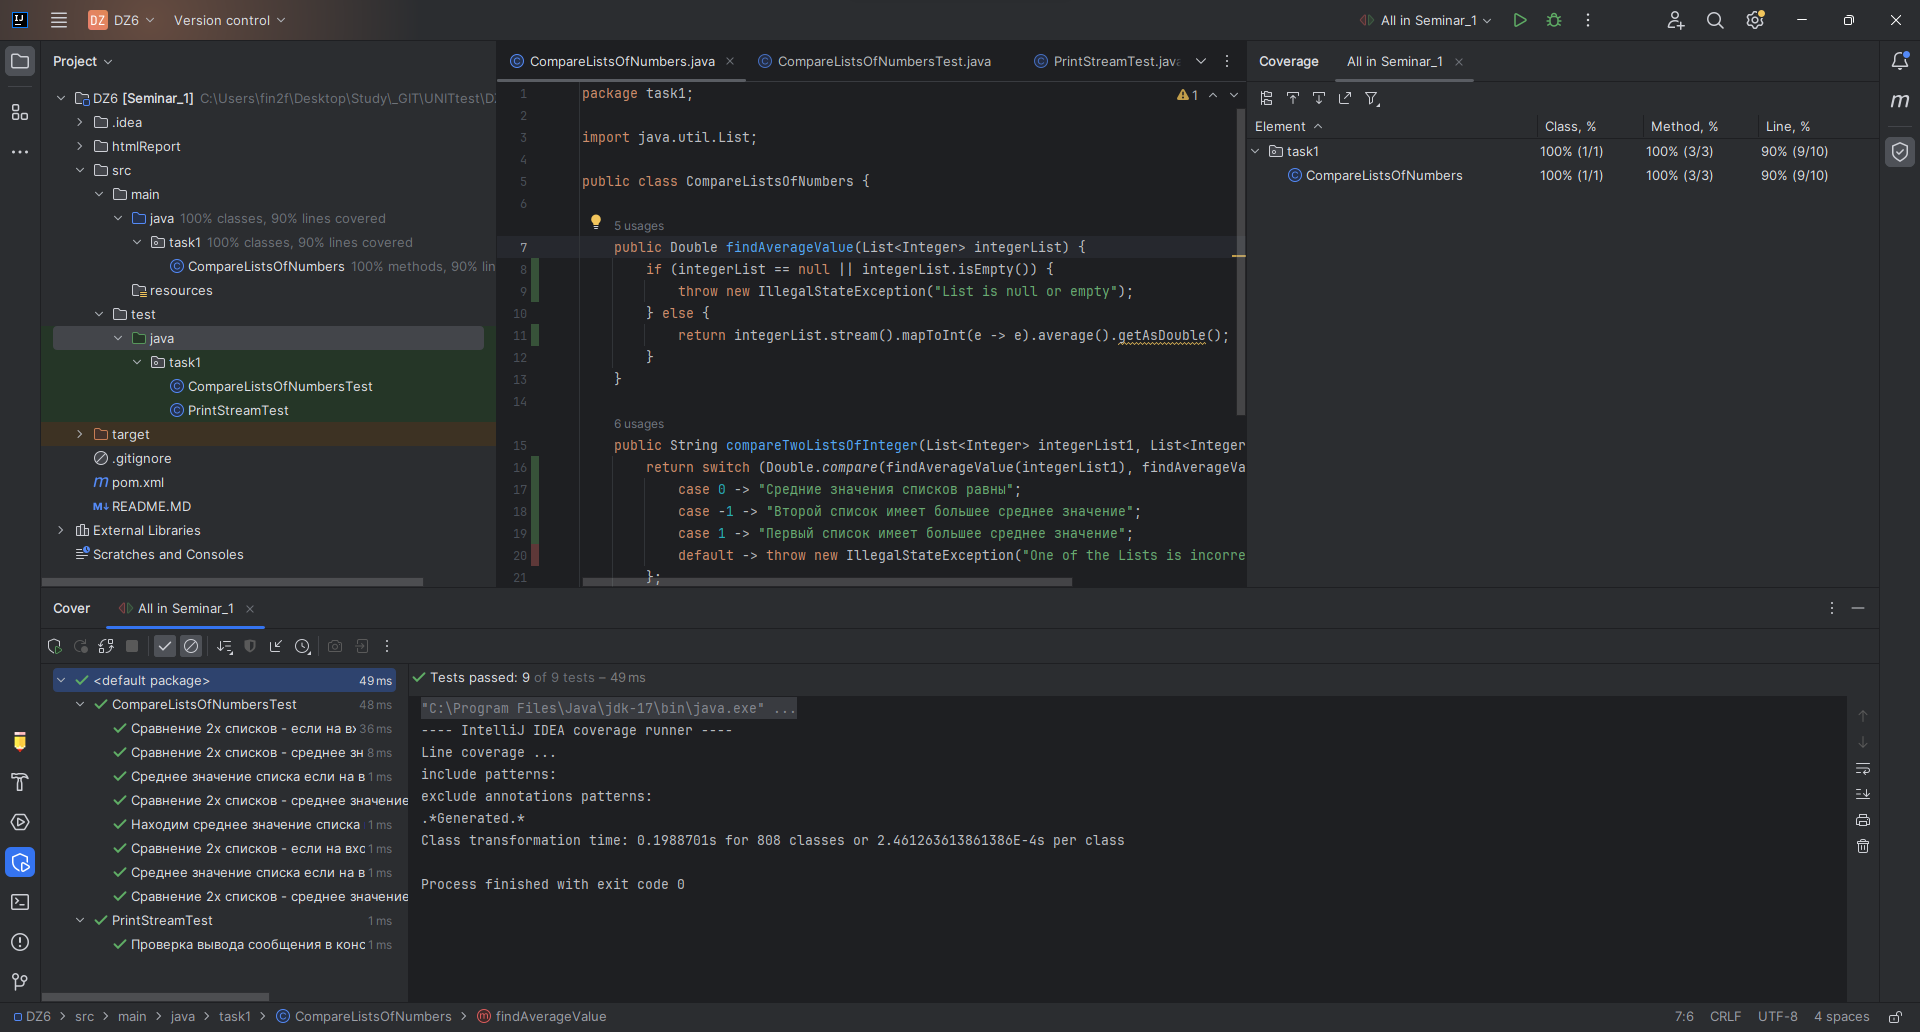 DZ DZ6 Version control All in Seminar_1
Project
DZ6 [Seminar_1] C:\Users\fin2f\Desktop\Study\_GIT\UNITtest\D
.idea
htmlReport
src
main
java 100% classes, 90% lines covered
task1 100% classes, 90% lines covered
CompareListsOfNumbers 100% methods, 90% lin
resources
test
java
task1
CompareListsOfNumbersTest
PrintStreamTest
target
.gitignore
pom.xml
README.MD
External Libraries
Scratches and Consoles
CompareListsOfNumbers.java CompareListsOfNumbersTest.java PrintStreamTest.java
1 package task1; 1
2
3 import java.util.List;
4
5 public class CompareListsOfNumbers {
6
5 usages
7 public Double findAverageValue(List<Integer> integerList) {
8 if (integerList == null || integerList.isEmpty()) {
9 throw new IllegalStateException("List is null or empty");
10 } else {
11 return integerList.stream().mapToInt(e -> e).average().getAsDouble();
12 }
13 }
14
6 usages
15 public String compareTwoListsOfInteger(List<Integer> integerList1, List<Integer
16 return switch (Double.compare(findAverageValue(integerList1), findAverageVa
17 case 0 -> "Средние значения списков равны";
18 case -1 -> "Второй список имеет большее среднее значение";
19 case 1 -> "Первый список имеет большее среднее значение";
20 default -> throw new IllegalStateException("One of the Lists is incorre
21 };
Coverage All in Seminar_1
Element Class, % Method, % Line, %
task1 100% (1/1) 100% (3/3) 90% (9/10)
CompareListsOfNumbers 100% (1/1) 100% (3/3) 90% (9/10)
Cover All in Seminar_1
<default package> 49 ms
CompareListsOfNumbersTest 48 ms
Сравнение 2х списков - если на вх 36 ms
Сравнение 2х списков - среднее зн 8 ms
Среднее значение списка если на в 1 ms
Сравнение 2х списков - среднее значение
Находим среднее значение списка 1 ms
Сравнение 2х списков - если на вхо 1 ms
Среднее значение списка если на в 1 ms
Сравнение 2х списков - среднее значение
PrintStreamTest 1 ms
Проверка вывода сообщения в конс 1 ms
Tests passed: 9 of 9 tests – 49 ms
"C:\Program Files\Java\jdk-17\bin\java.exe" ...
---- IntelliJ IDEA coverage runner ----
Line coverage ...
include patterns:
exclude annotations patterns:
.*Generated.*
Class transformation time: 0.1988701s for 808 classes or 2.461263613861386E-4s per class
Process finished with exit code 0
DZ6 src main java task1 CompareListsOfNumbers findAverageValue
7:6 CRLF UTF-8 4 spaces